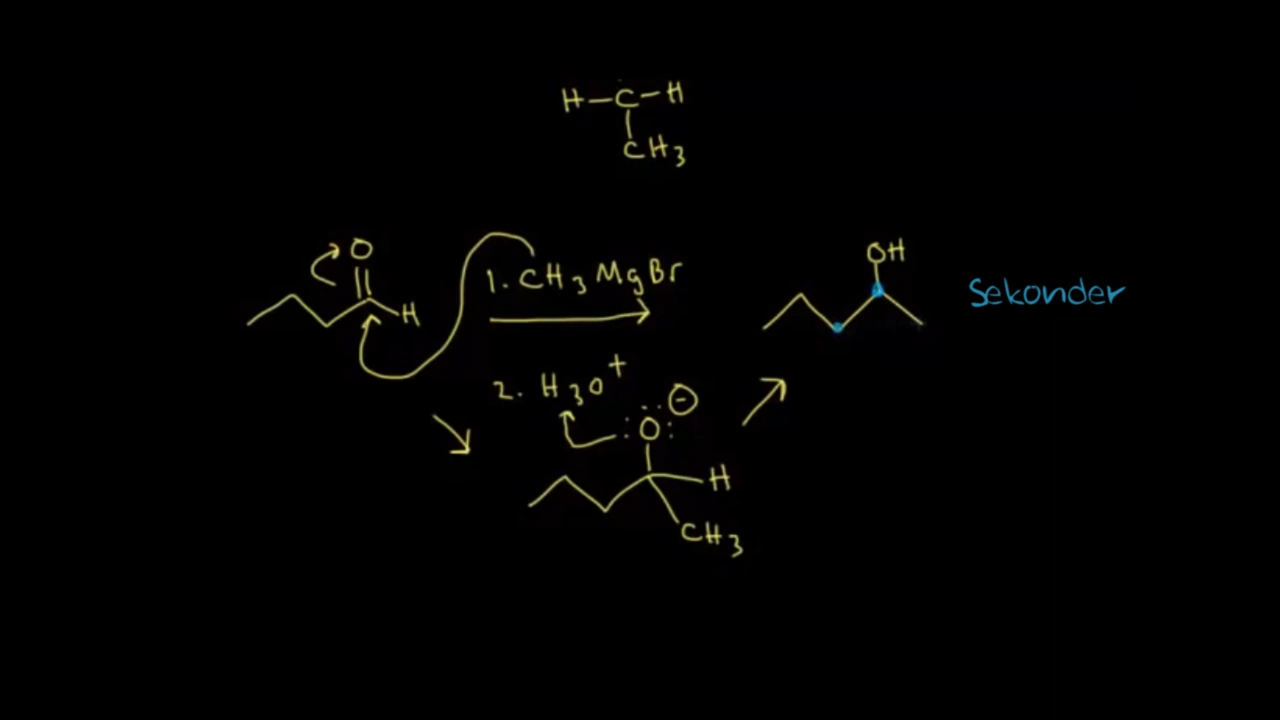 H-C-H
CH3
O
H
1. CH3MgBr
2. H3O+
OH
Sekonder
:O: -
H
CH3